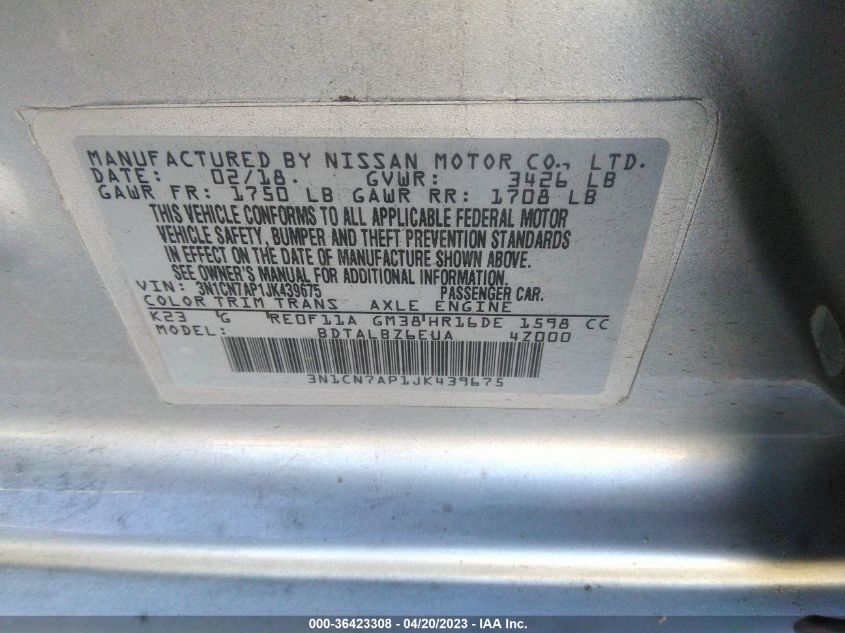 MANUFACTURED BY NISSAN MOTOR CO., LTD.
DATE: 02/18. GVWR: 3426 LB
GAWR FR: 1750 LB GAWR RR: 1708 LB
THIS VEHICLE CONFORMS TO ALL APPLICABLE FEDERAL MOTOR
VEHICLE SAFETY, BUMPER AND THEFT PREVENTION STANDARDS
IN EFFECT ON THE DATE OF MANUFACTURE SHOWN ABOVE.
SEE OWNER'S MANUAL FOR ADDITIONAL INFORMATION.
VIN: 3N1CN7AP1JK439675 PASSENGER CAR.
COLOR TRIM TRANS AXLE ENGINE
K23 G RE0F11A GM38 HR16DE 1598 CC
MODEL: BDTALBZ6EUA 4Z000
3N1CN7AP1JK439675
000-36423308 - 04/20/2023 - IAA Inc.